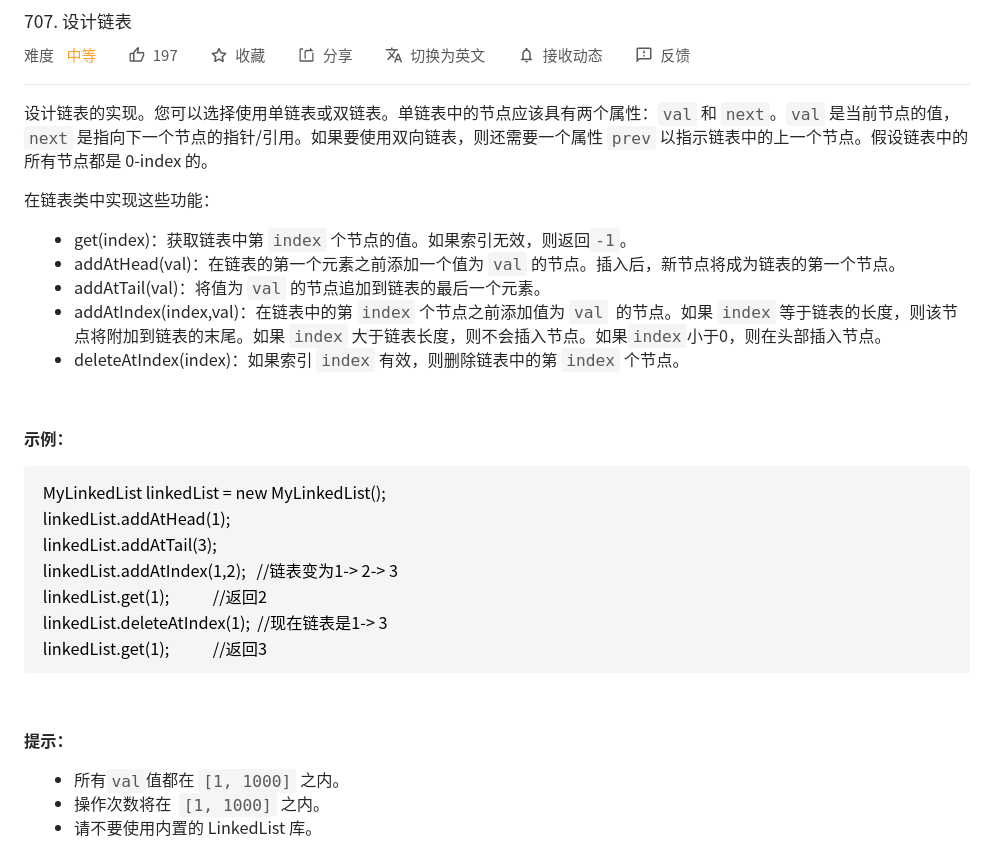 707. 设计链表
难度 中等 197 收藏 分享 切换为英文 接收动态 反馈
设计链表的实现。您可以选择使用单链表或双链表。单链表中的节点应该具有两个属性：val 和 next。val 是当前节点的值，
next 是指向下一个节点的指针/引用。如果要使用双向链表，则还需要一个属性 prev 以指示链表中的上一个节点。假设链表中的
所有节点都是 0-index 的。
在链表类中实现这些功能：
• get(index)：获取链表中第 index 个节点的值。如果索引无效，则返回 -1。
• addAtHead(val)：在链表的第一个元素之前添加一个值为 val 的节点。插入后，新节点将成为链表的第一个节点。
• addAtTail(val)：将值为 val 的节点追加到链表的最后一个元素。
• addAtIndex(index,val)：在链表中的第 index 个节点之前添加值为 val 的节点。如果 index 等于链表的长度，则该节
点将附加到链表的末尾。如果 index 大于链表长度，则不会插入节点。如果 index 小于0，则在头部插入节点。
• deleteAtIndex(index)：如果索引 index 有效，则删除链表中的第 index 个节点。
示例：
MyLinkedList linkedList = new MyLinkedList();
linkedList.addAtHead(1);
linkedList.addAtTail(3);
linkedList.addAtIndex(1,2); //链表变为1-> 2-> 3
linkedList.get(1); //返回2
linkedList.deleteAtIndex(1); //现在链表是1-> 3
linkedList.get(1); //返回3
提示：
• 所有 val 值都在 [1, 1000] 之内。
• 操作次数将在 [1, 1000] 之内。
• 请不要使用内置的 LinkedList 库。